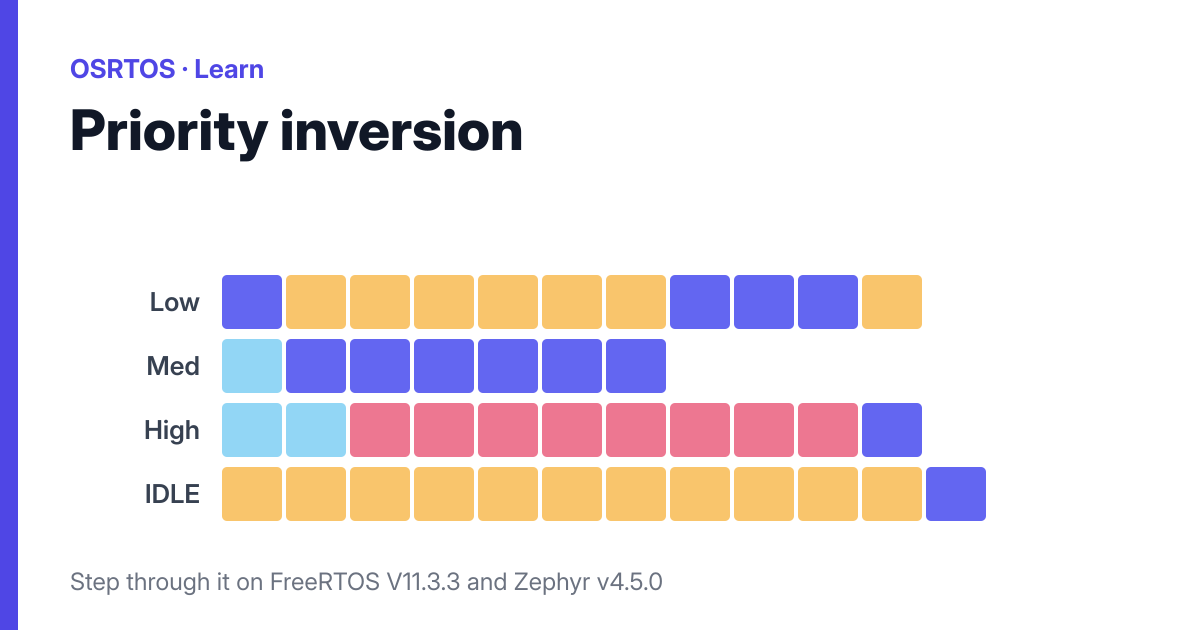 OSRTOS · Learn
Priority inversion
Low
Med
High
IDLE
Step through it on FreeRTOS V11.3.3 and Zephyr v4.5.0